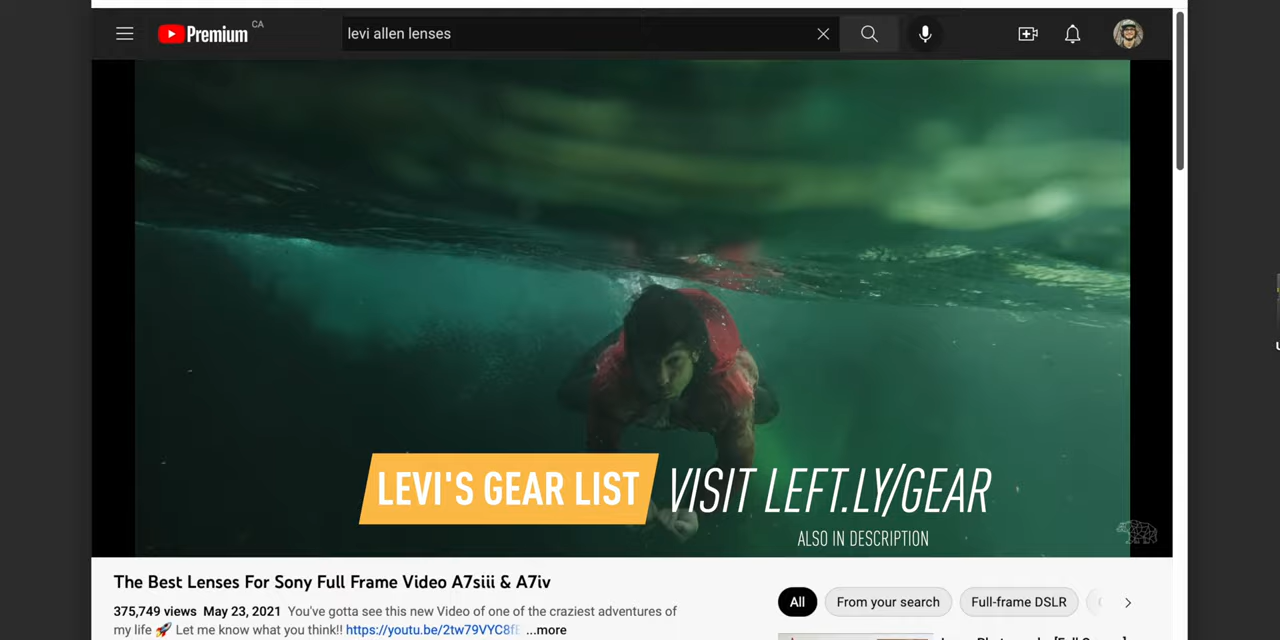 Premium CA
levi allen lenses
LEVI'S GEAR LIST VISIT LEFT.LY/GEAR
ALSO IN DESCRIPTION
The Best Lenses For Sony Full Frame Video A7siii & A7iv
375,749 views May 23, 2021 You've gotta see this new Video of one of the craziest adventures of
my life 🚀 Let me know what you think!! https://youtu.be/2tw79VYC8f ...more
All From your search Full-frame DSLR